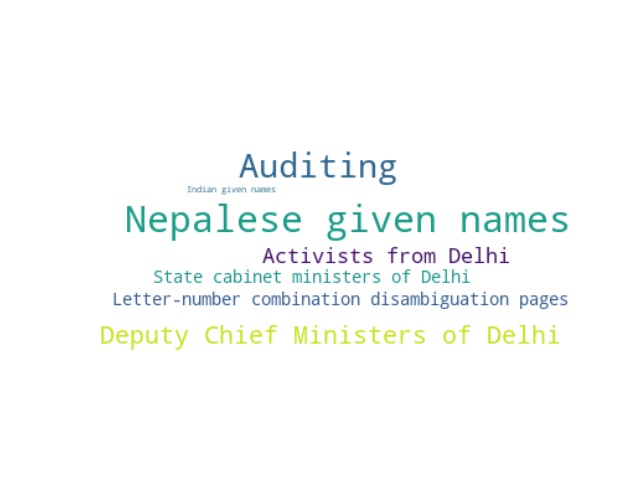 Auditing
Indian given names
Nepalese given names
Activists from Delhi
State cabinet ministers of Delhi
Letter-number combination disambiguation pages
Deputy Chief Ministers of Delhi